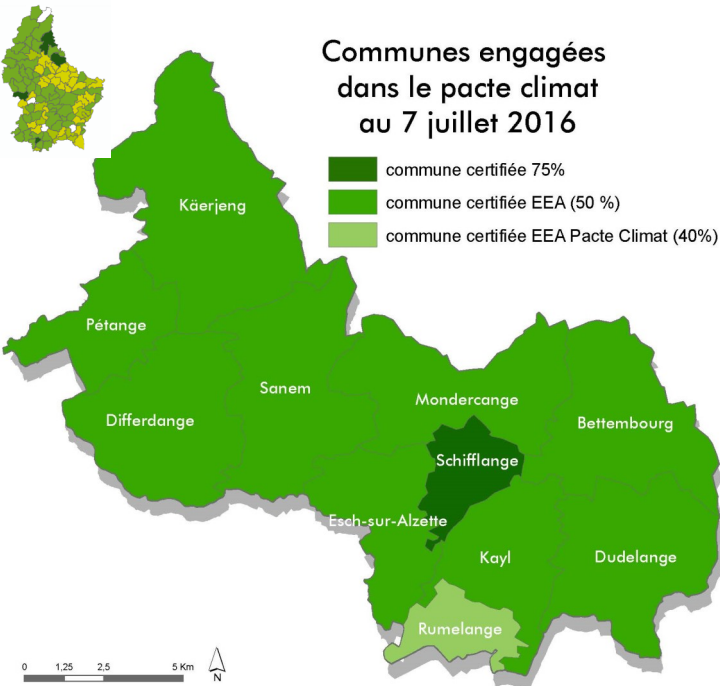 Communes engagées
dans le pacte climat
au 7 juillet 2016
commune certifiée 75%
commune certifiée EEA (50 %)
commune certifiée EEA Pacte Climat (40%)
Käerjeng
Pétange
Sanem
Differdange
Mondercange
Bettembourg
Schifflange
Esch-sur-Alzette
Kayl
Dudelange
Rumelange
0 1,25 2,5 5 Km
N